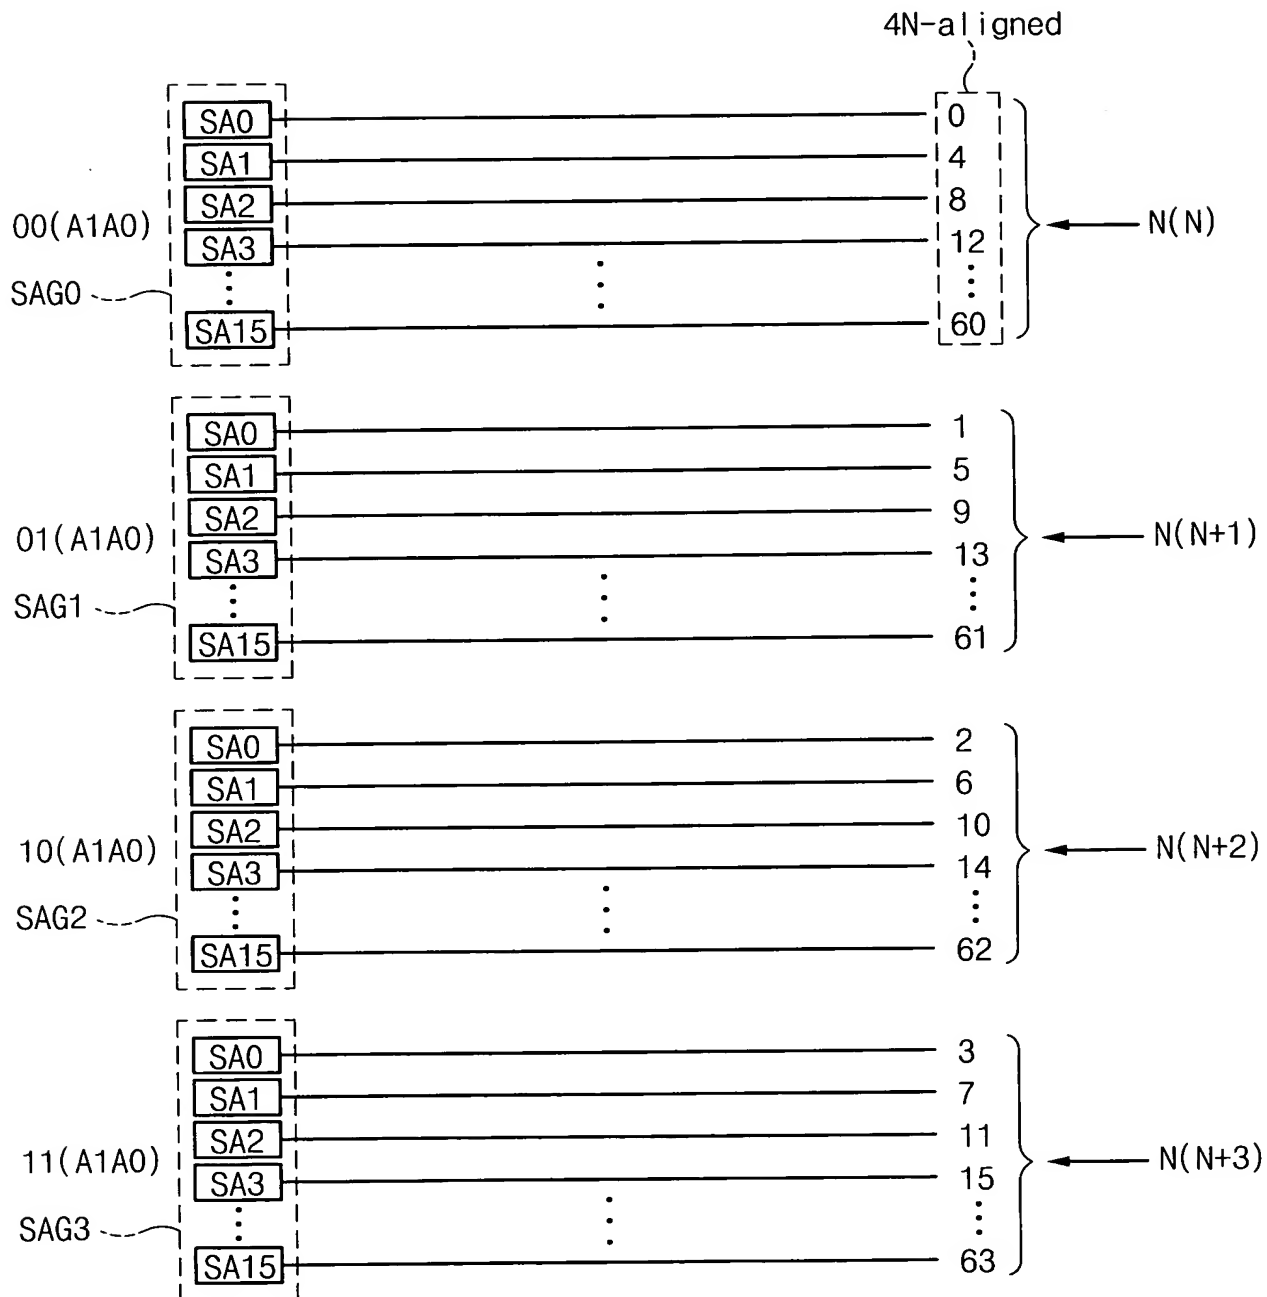 4N-aligned
SA0 0
SA1 4
SA2 8
00(A1A0) N(N)
SA3 12
SAG0
SA15 60
SA0 1
SA1 5
SA2 9
01(A1A0) N(N+1)
SA3 13
SAG1
SA15 61
SA0 2
SA1 6
SA2 10
10(A1A0) N(N+2)
SA3 14
SAG2
SA15 62
SA0 3
SA1 7
SA2 11
11(A1A0) N(N+3)
SA3 15
SAG3
SA15 63